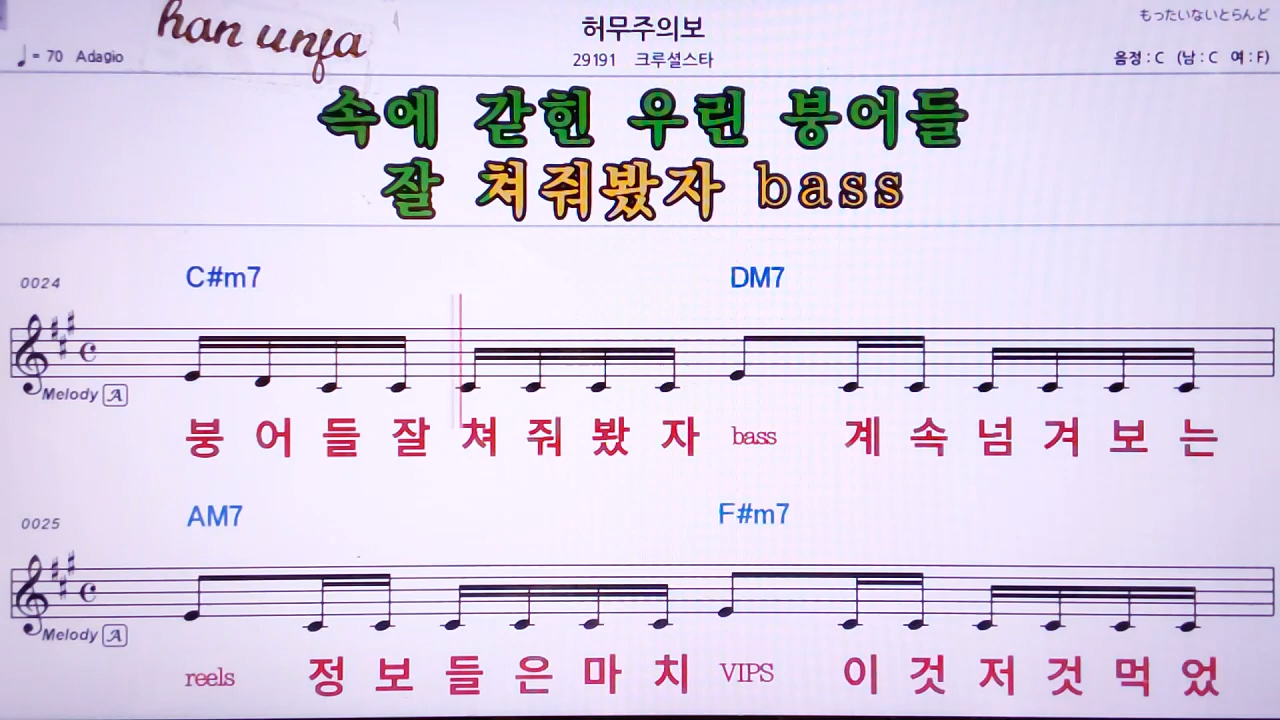 han unja
허무주의보
もったいないとらんど
♩= 70 Adagio
29191 크루셜스타
음정 : C (남 : C 여 : F)
속에 갇힌 우린 붕어들
잘 쳐줘봤자 bass
0024
C#m7 DM7
Melody A
붕 어 들 잘 쳐 줘 봤 자 bass 계 속 넘 겨 보 는
0025
AM7 F#m7
Melody A
reels 정 보 들 은 마 치 VIPS 이 것 저 것 먹 었